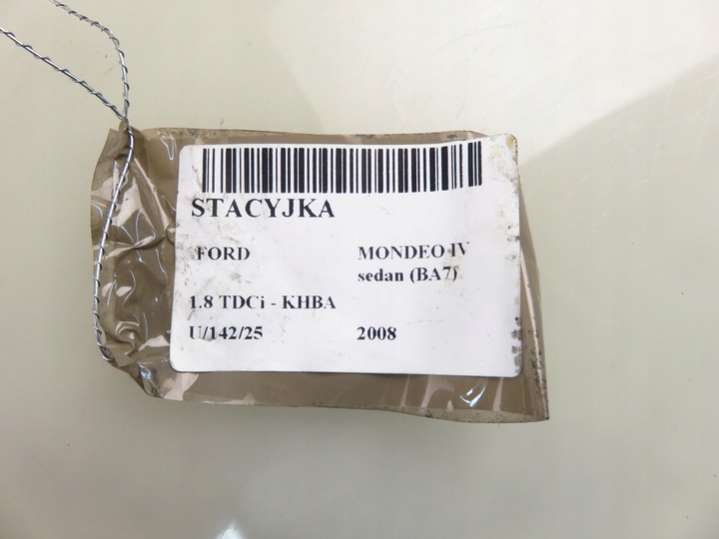 STACYJKA
FORD MONDEO IV
sedan (BA7)
1.8 TDCi - KHBA
U/142/25 2008